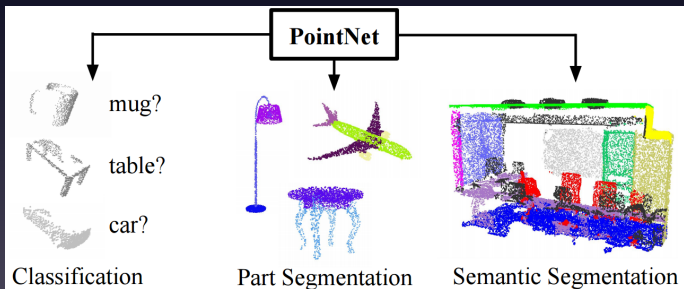 PointNet
mug?
table?
car?
Classification
Part Segmentation
Semantic Segmentation